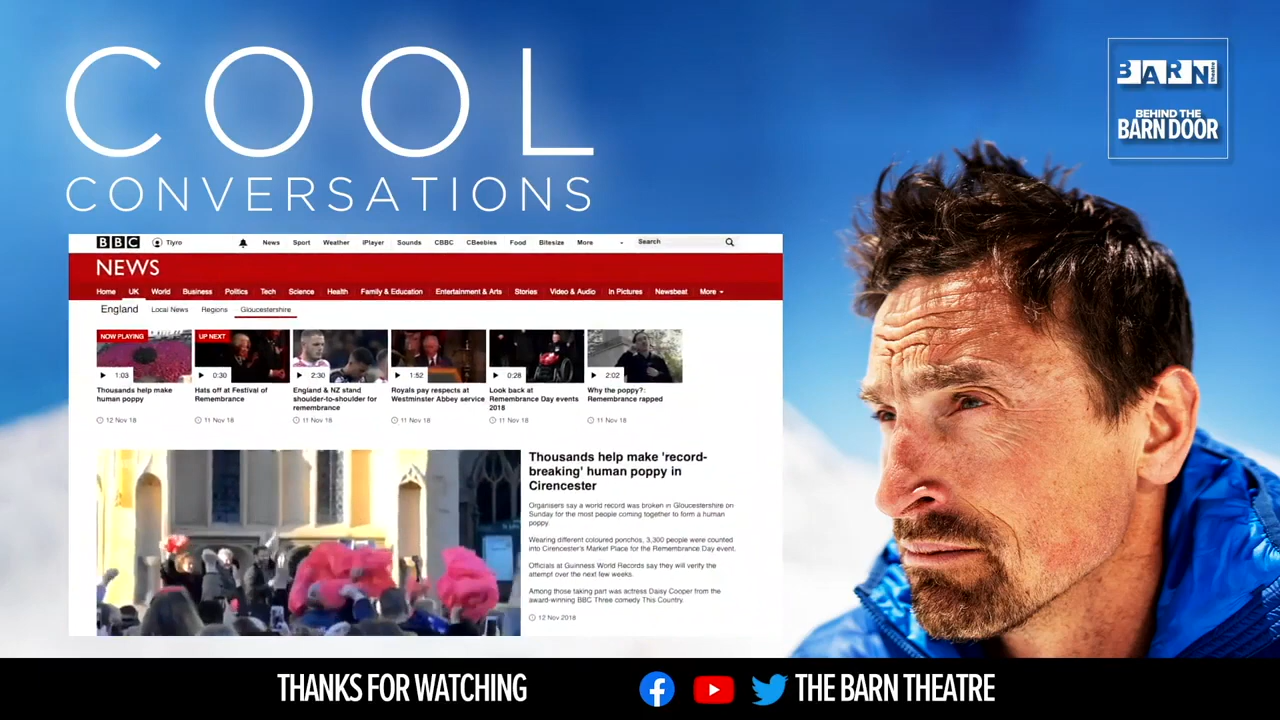 COOL
CONVERSATIONS
BARN
theatre
BEHIND THE
BARN DOOR
BBC Tiyro News Sport Weather iPlayer Sounds CBBC CBeebies Food Bitesize More Search
NEWS
Home UK World Business Politics Tech Science Health Family & Education Entertainment & Arts Stories Video & Audio In Pictures Newsbeat More
England Local News Regions Gloucestershire
NOW PLAYING UP NEXT
1:03 0:30 2:30 1:52 0:28 2:02
Thousands help make
human poppy
12 Nov 18
Hats off at Festival of
Remembrance
11 Nov 18
England & NZ stand
shoulder-to-shoulder for
remembrance
11 Nov 18
Royals pay respects at
Westminster Abbey service
11 Nov 18
Look back at
Remembrance Day events
2018
11 Nov 18
Why the poppy?:
Remembrance rapped
11 Nov 18
Thousands help make 'record-
breaking' human poppy in
Cirencester
Organisers say a world record was broken in Gloucestershire on
Sunday for the most people coming together to form a human
poppy.
Wearing different coloured ponchos, 3,300 people were counted
into Cirencester's Market Place for the Remembrance Day event.
Officials at Guinness World Records say they will verify the
attempt over the next few weeks.
Among those taking part was actress Daisy Cooper from the
award-winning BBC Three comedy This Country.
12 Nov 2018
THANKS FOR WATCHING
THE BARN THEATRE